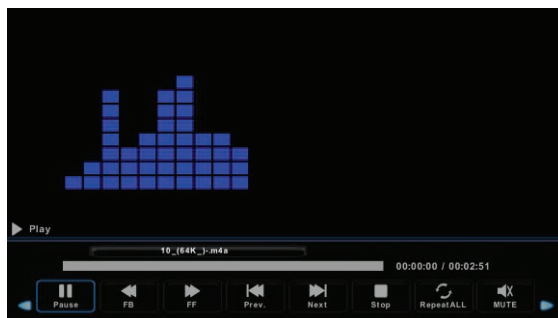 Play
10_(64K_)-.m4a
00:00:00 / 00:02:51
Pause FB FF Prev. Next Stop RepeatALL MUTE